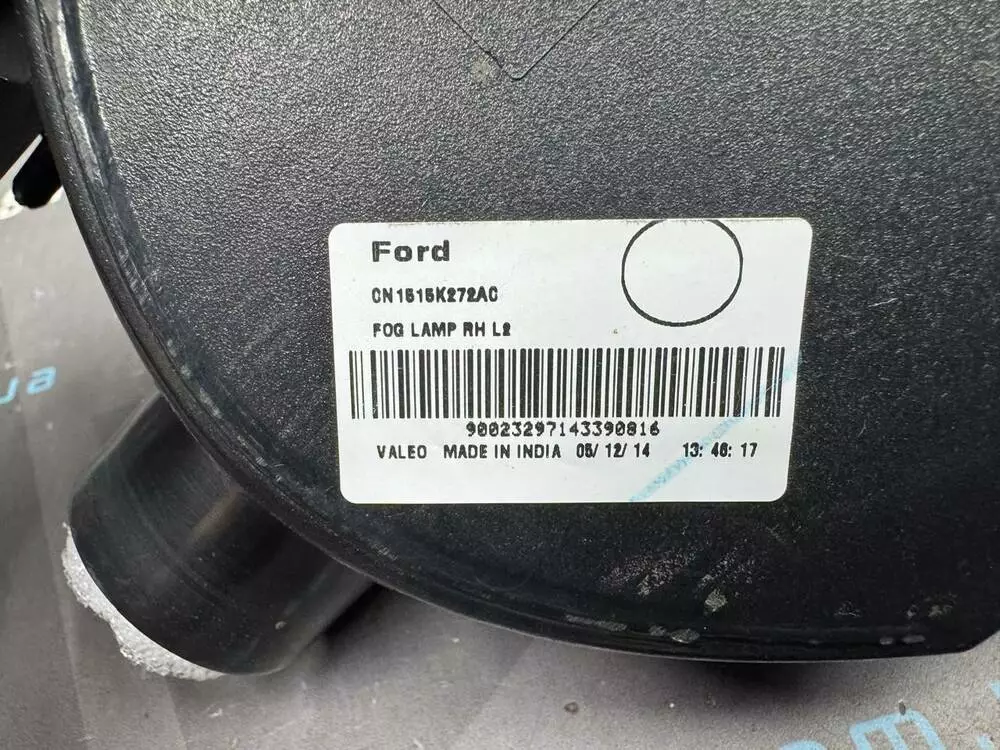 Ford
CN1515K272AC
FOG LAMP RH L2
90023297143390816
VALEO MADE IN INDIA 05/ 12/ 14 13: 46: 17